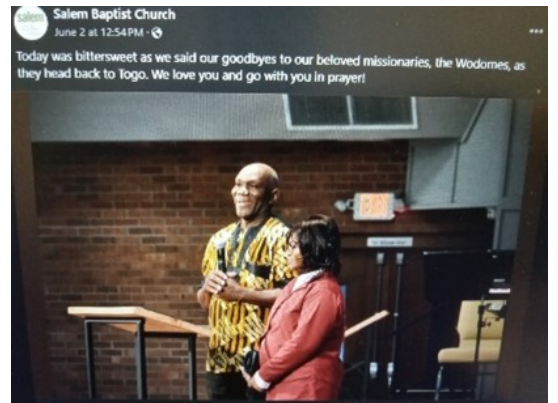 salem
Salem Baptist Church
June 2 at 12:54 PM ·
Today was bittersweet as we said our goodbyes to our beloved missionaries, the Wodomes, as
they head back to Togo. We love you and go with you in prayer!
EXIT